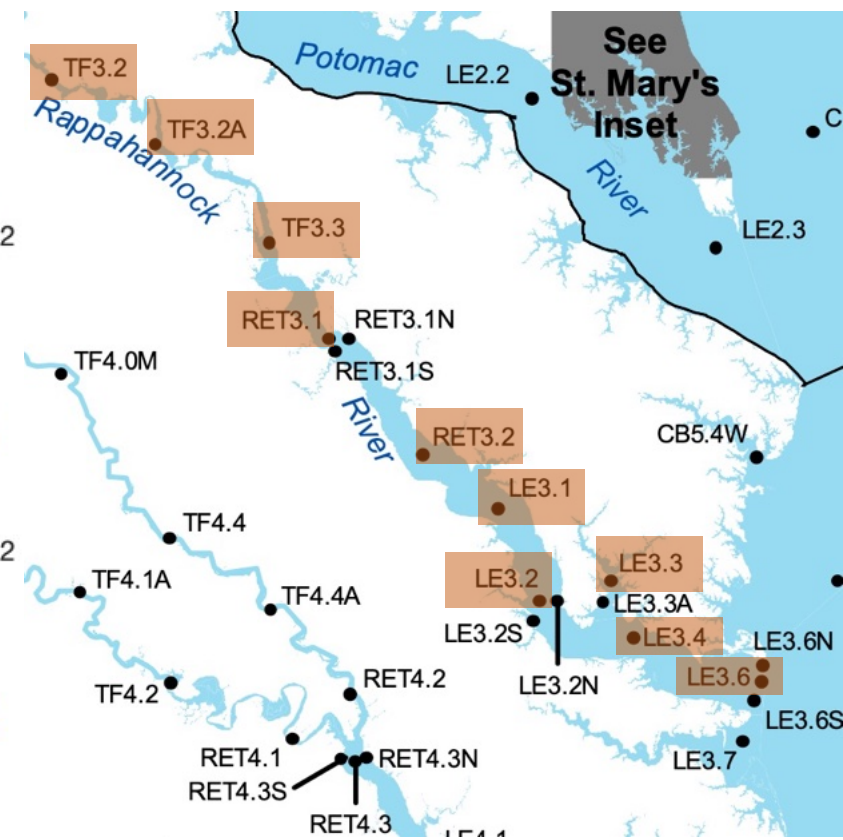 See
St. Mary's
Inset
Potomac
River
LE2.2
C
LE2.3
TF3.2
Rappahannock
TF3.2A
TF3.3
2
RET3.1
RET3.1N
RET3.1S
River
TF4.0M
RET3.2
CB5.4W
LE3.1
TF4.4
2
LE3.3
LE3.2
TF4.1A
TF4.4A
LE3.3A
LE3.2S
LE3.4
LE3.6N
LE3.2N
LE3.6
TF4.2
RET4.2
LE3.6S
RET4.1
RET4.3N
LE3.7
RET4.3S
RET4.3
LE4.1